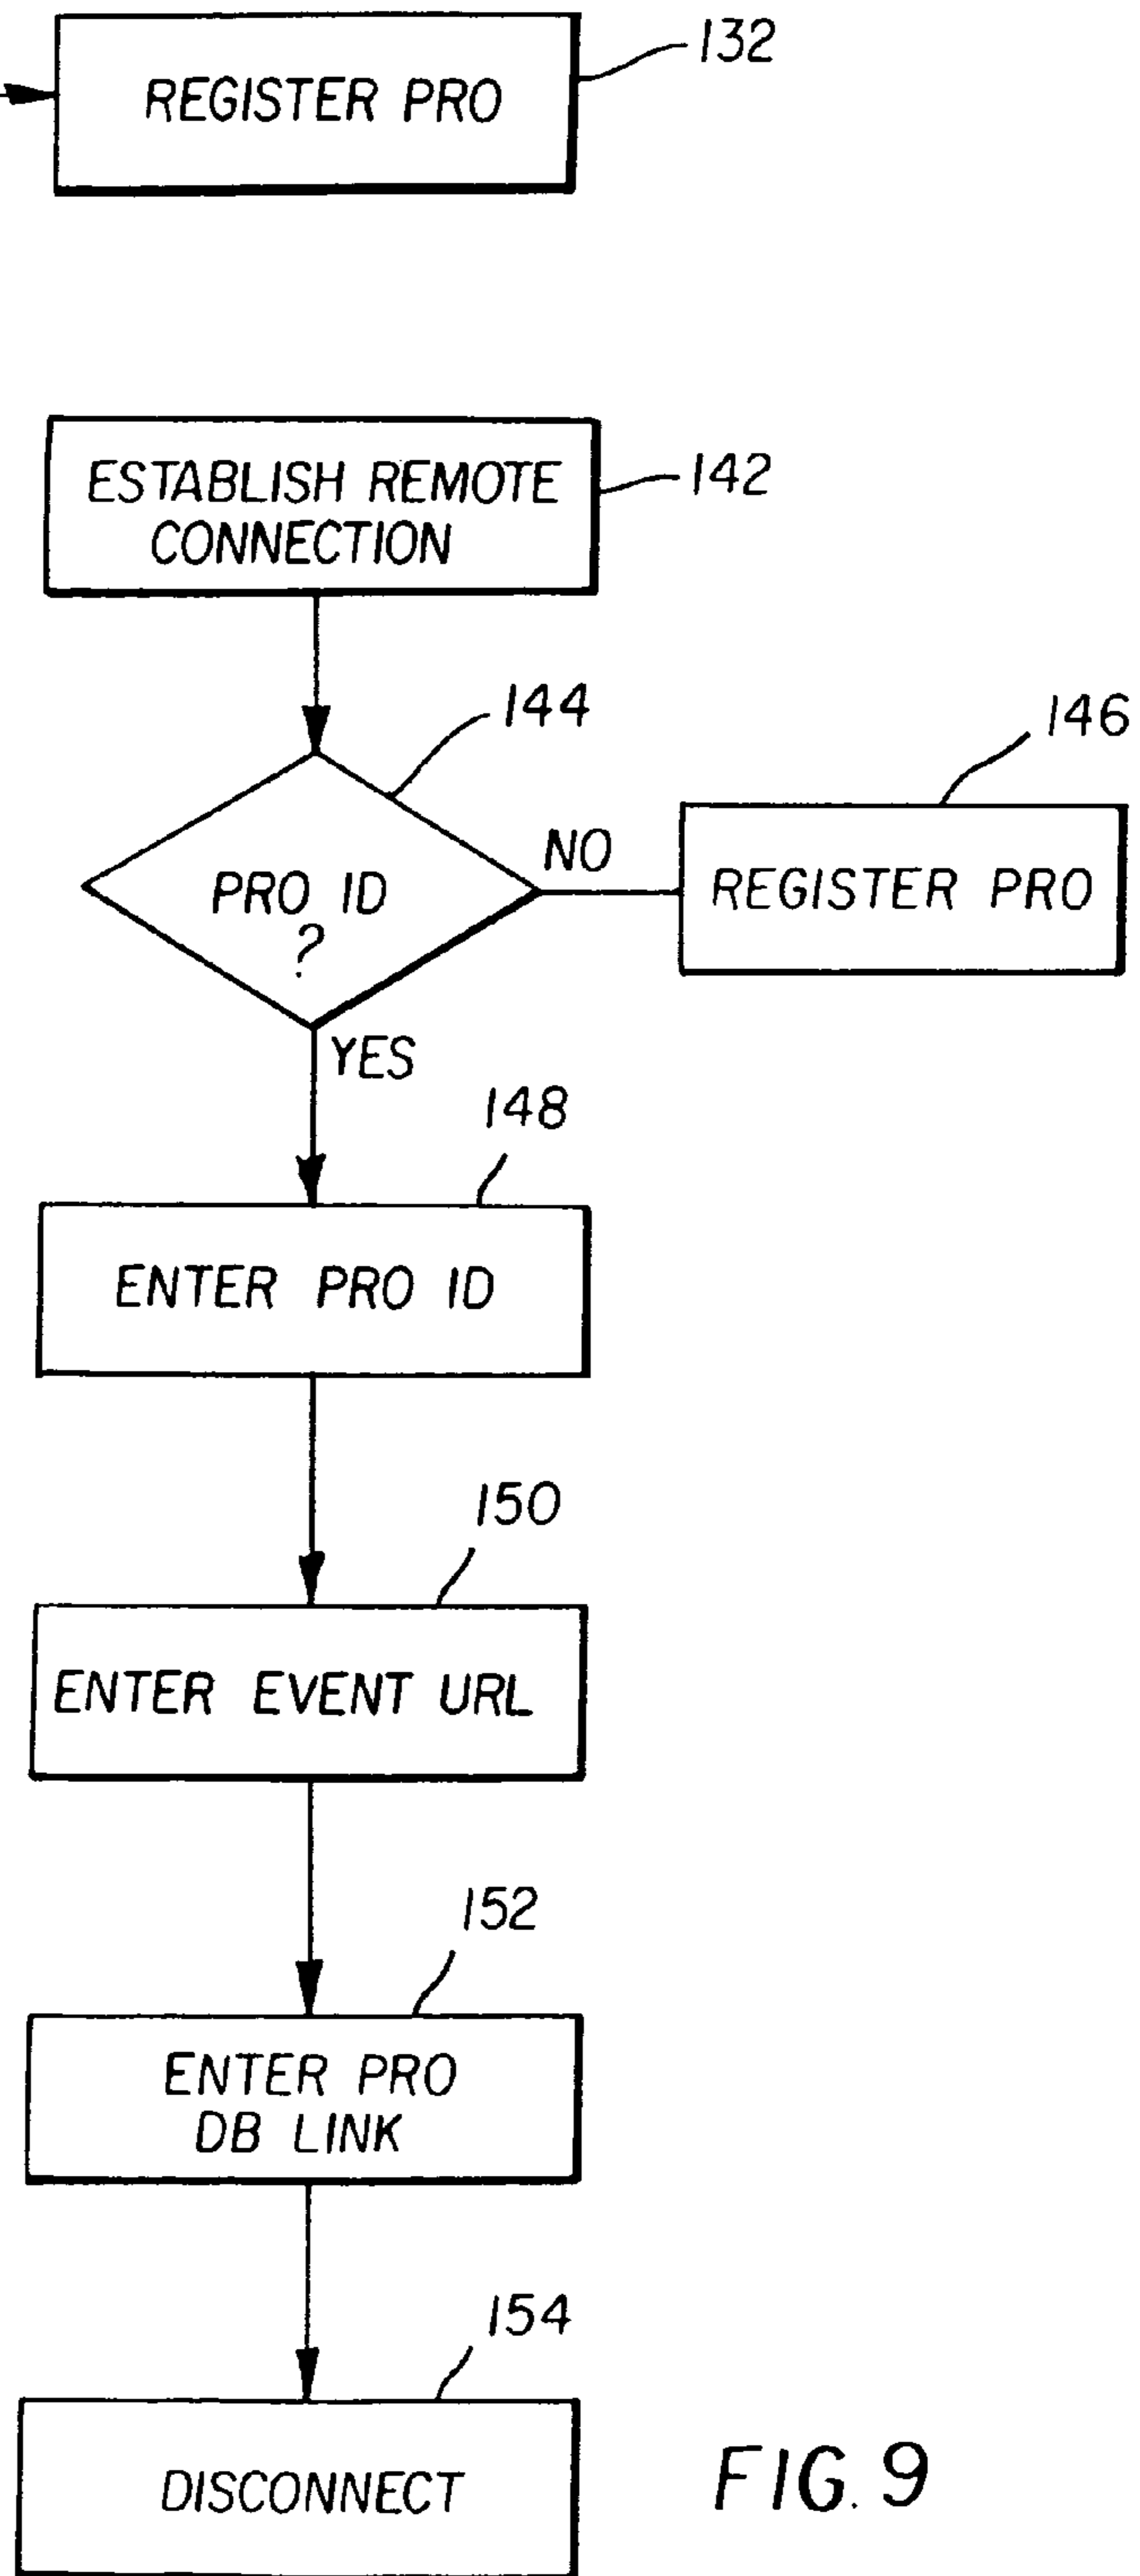 132
REGISTER PRO
ESTABLISH REMOTE
CONNECTION
142
144
146
PRO ID
?
NO
REGISTER PRO
YES
148
ENTER PRO ID
150
ENTER EVENT URL
152
ENTER PRO
DB LINK
154
DISCONNECT
FIG. 9